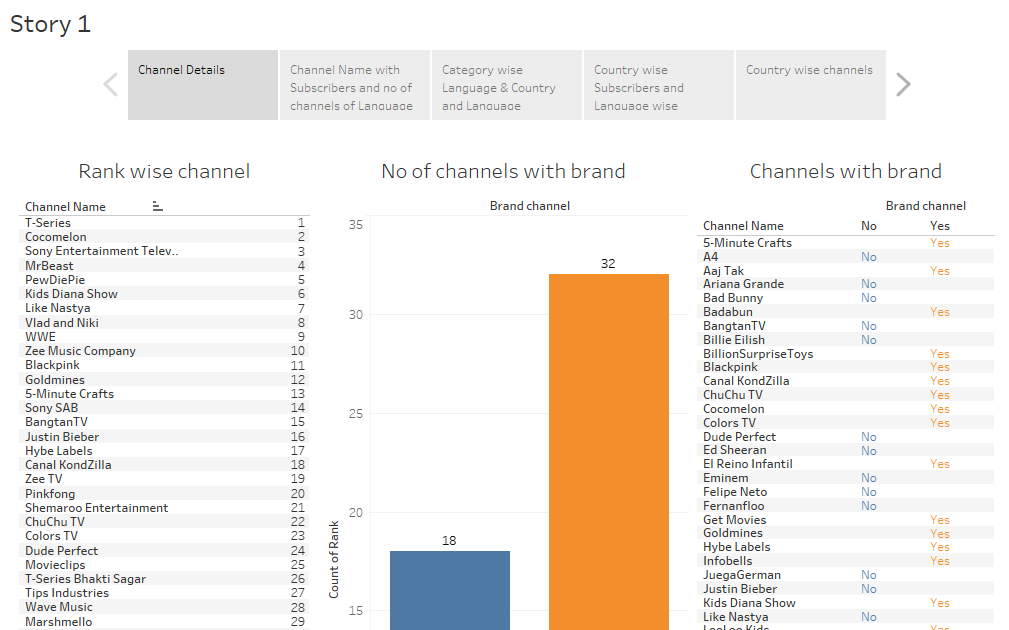 Story 1
Channel Details
Channel Name with
Subscribers and no of
channels of Language
Category wise
Language & Country
and Language
Country wise
Subscribers and
Language wise
Country wise channels
Rank wise channel
Channel Name
T-Series 1
Cocomelon 2
Sony Entertainment Telev.. 3
MrBeast 4
PewDiePie 5
Kids Diana Show 6
Like Nastya 7
Vlad and Niki 8
WWE 9
Zee Music Company 10
Blackpink 11
Goldmines 12
5-Minute Crafts 13
Sony SAB 14
BangtanTV 15
Justin Bieber 16
Hybe Labels 17
Canal KondZilla 18
Zee TV 19
Pinkfong 20
Shemaroo Entertainment 21
ChuChu TV 22
Colors TV 23
Dude Perfect 24
Movieclips 25
T-Series Bhakti Sagar 26
Tips Industries 27
Wave Music 28
Marshmello 29
No of channels with brand
Brand channel
35
30
25
20
15
Count of Rank
18
32
Channels with brand
Brand channel
Channel Name No Yes
5-Minute Crafts Yes
A4 No
Aaj Tak Yes
Ariana Grande No
Bad Bunny No
Badabun Yes
BangtanTV No
Billie Eilish No
BillionSurpriseToys Yes
Blackpink Yes
Canal KondZilla Yes
ChuChu TV Yes
Cocomelon Yes
Colors TV Yes
Dude Perfect No
Ed Sheeran No
El Reino Infantil Yes
Eminem No
Felipe Neto No
Fernanfloo No
Get Movies Yes
Goldmines Yes
Hybe Labels Yes
Infobells Yes
JuegaGerman No
Justin Bieber No
Kids Diana Show Yes
Like Nastya No
LooLoo Kids Yes